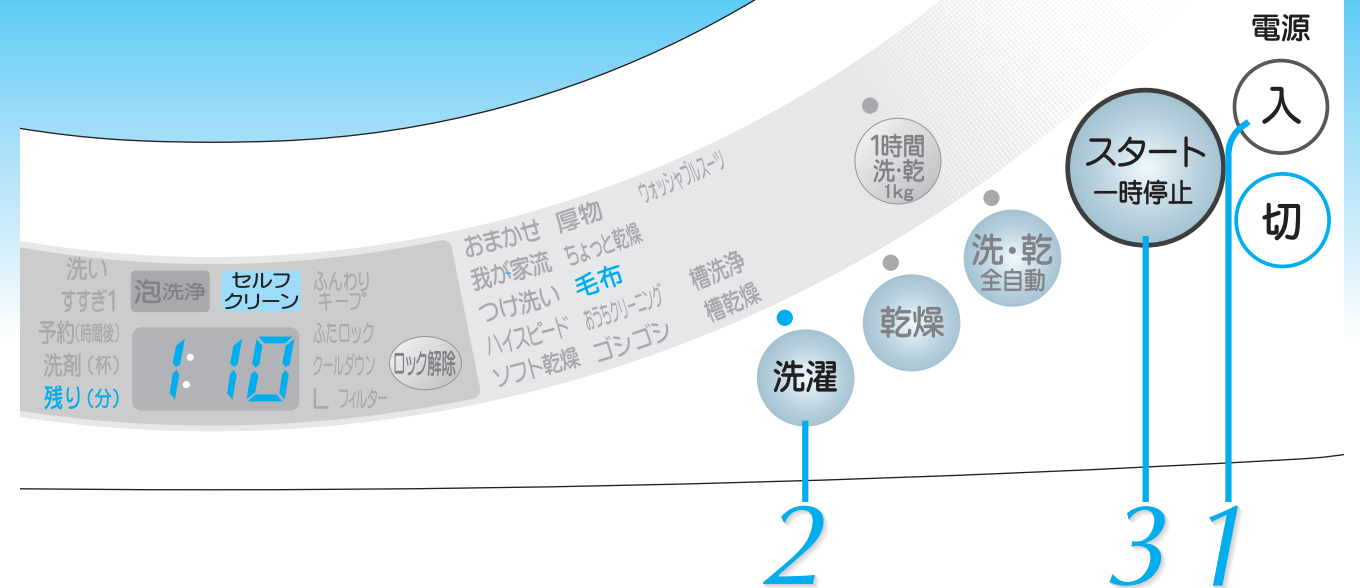 電源
入
切
スタート
一時停止
1時間
洗・乾
1kg
洗・乾
全自動
乾燥
洗濯
おまかせ 厚物 ウォッシャブルスーツ
我が家流 ちょっと乾燥
つけ洗い 毛布 槽洗浄
ハイスピード おうちクリーニング 槽乾燥
ソフト乾燥 ゴシゴシ
洗い
すすぎ1
予約(時間後)
洗剤(杯)
残り(分)
泡洗浄
セルフ
クリーン
1:10
ふんわり
キープ
ふたロック
クールダウン
L フィルター
ロック解除
2
3
1